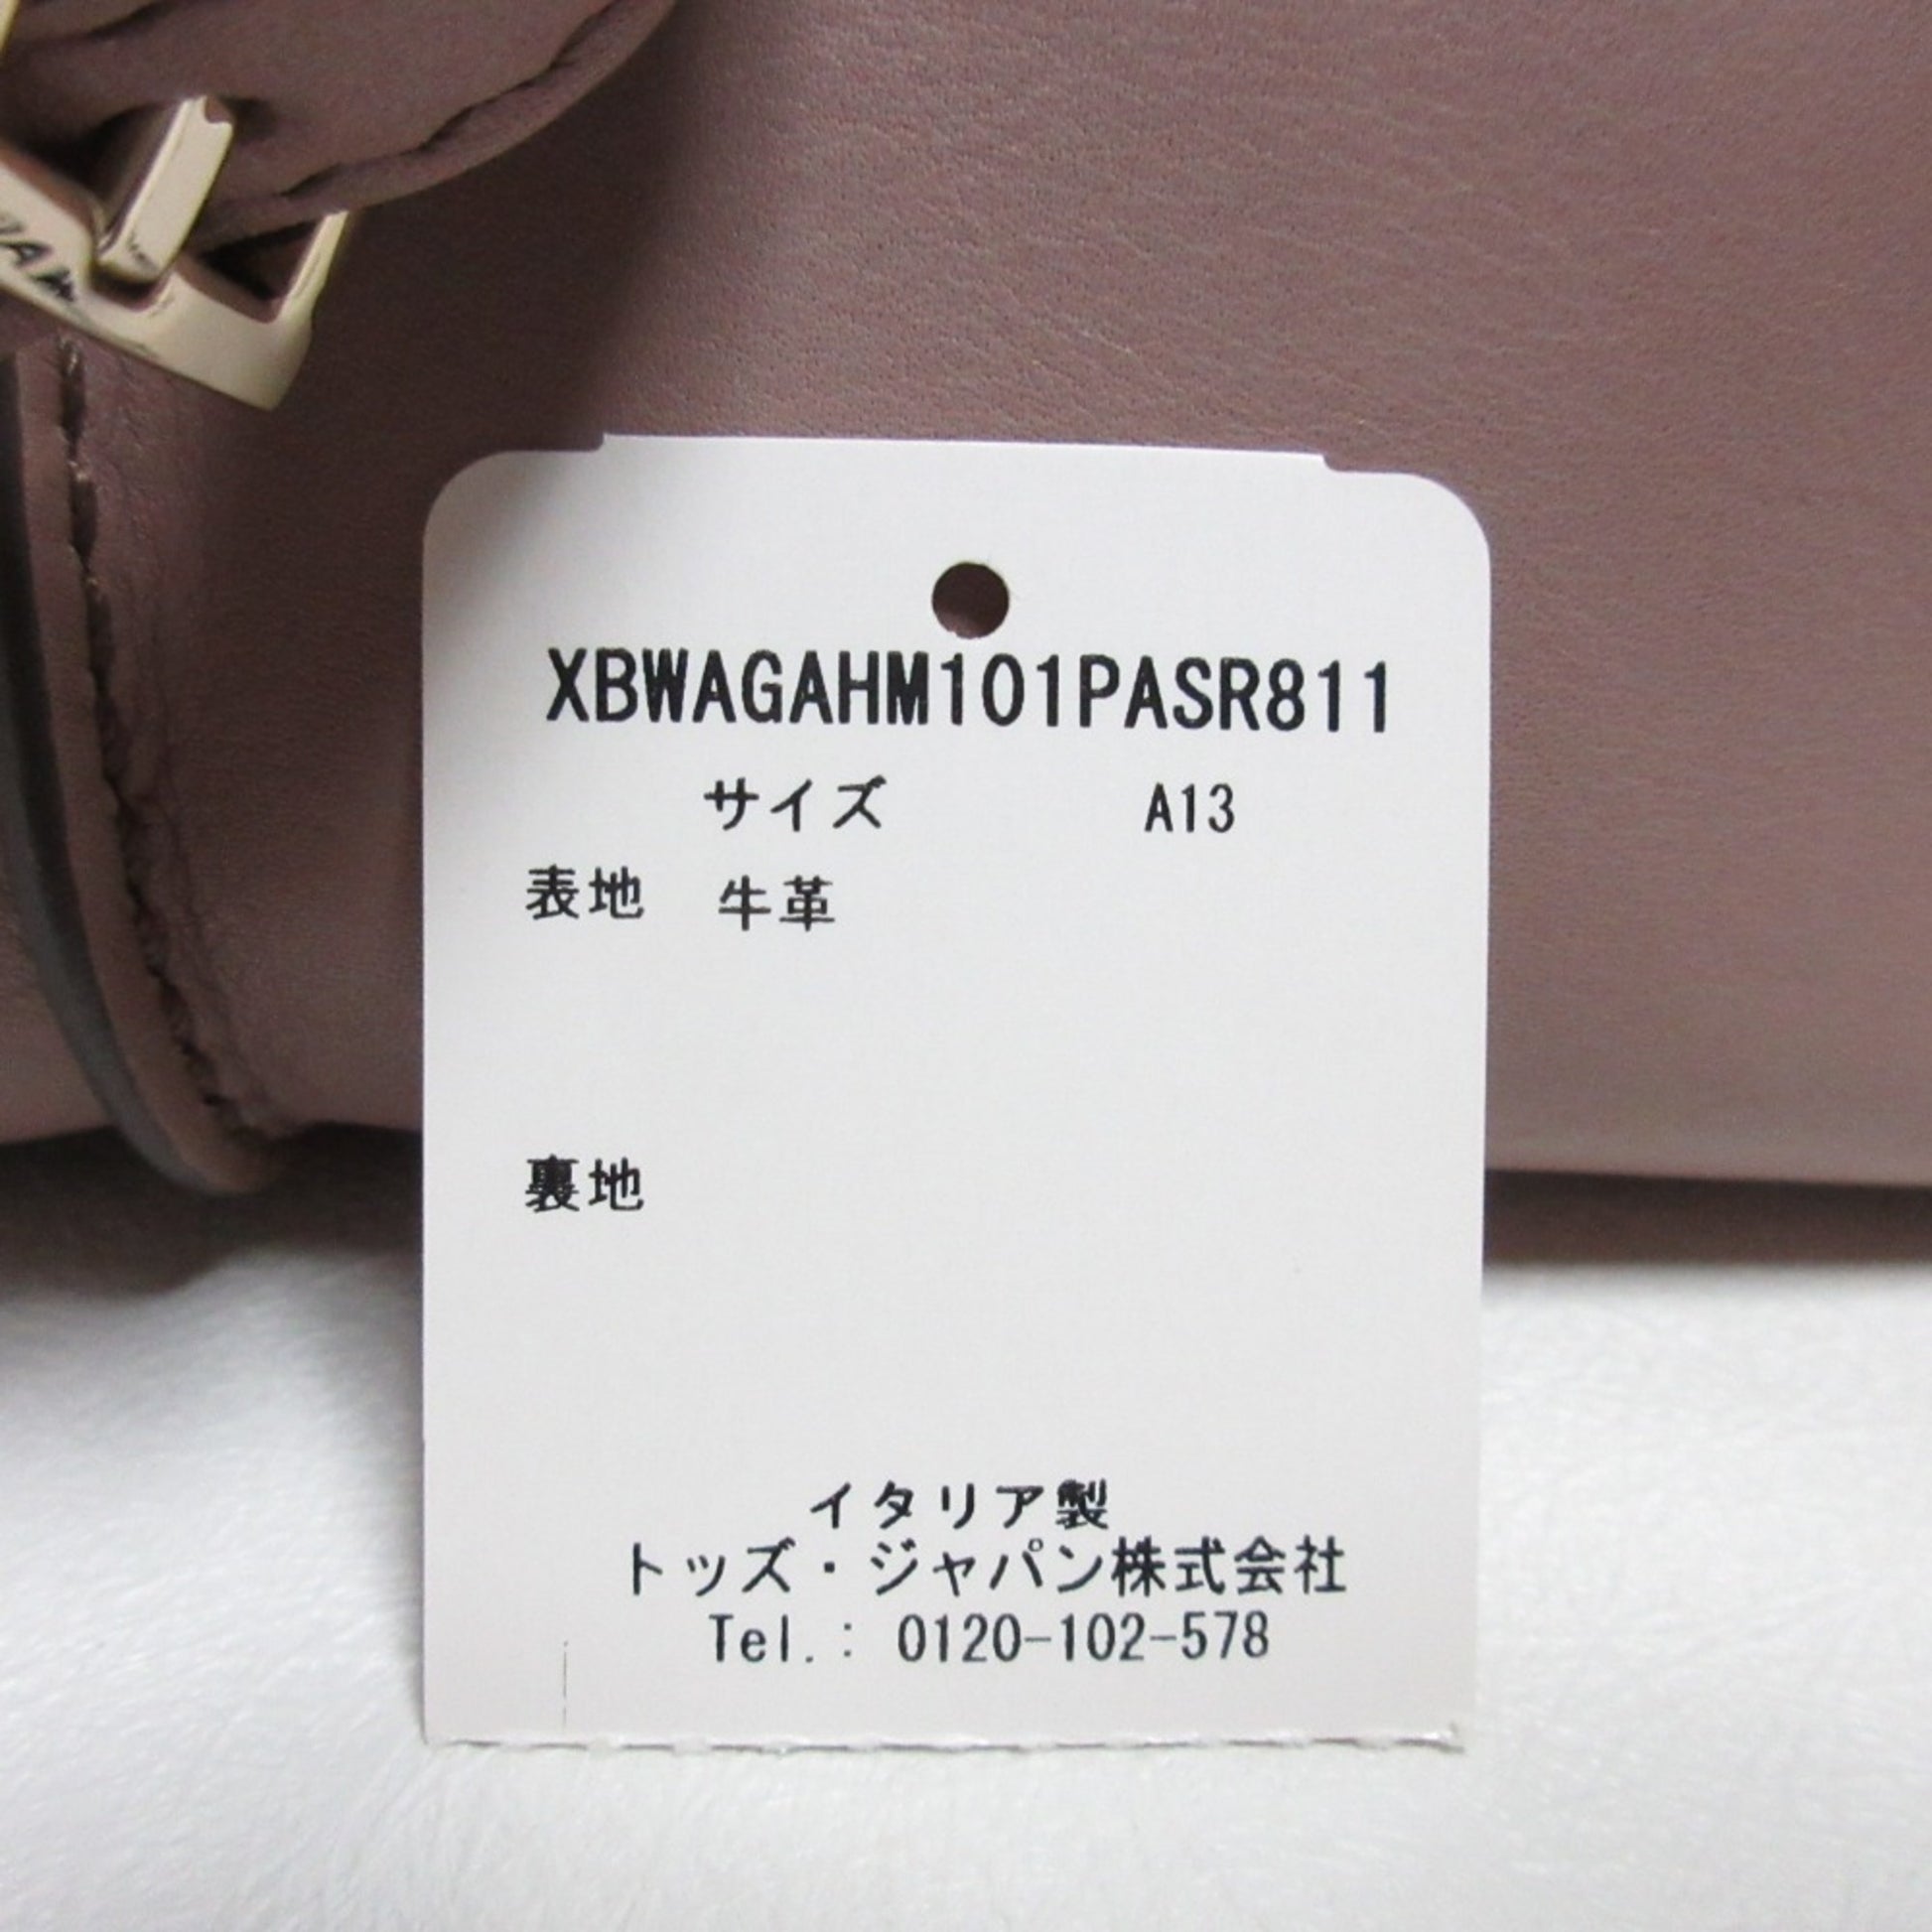 XBWAGAHM101PASR811
サイズ A13
表地 牛革
裏地
イタリア製
トッズ・ジャパン株式会社
Tel.: 0120-102-578